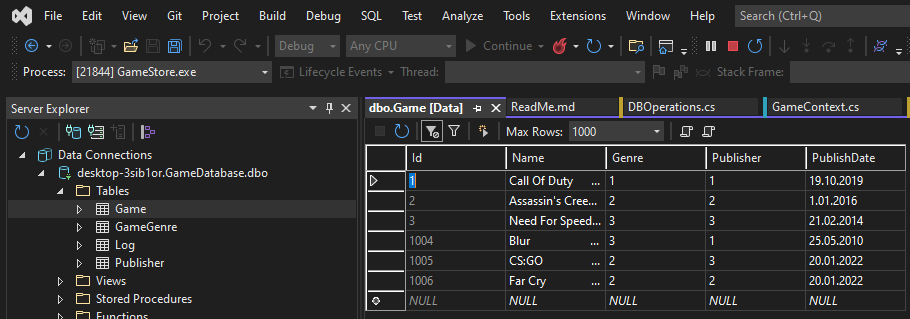 File Edit View Git Project Build Debug SQL Test Analyze Tools Extensions Window Help Search (Ctrl+Q)
Debug Any CPU Continue
Process: [21844] GameStore.exe Lifecycle Events Thread: Stack Frame:
Server Explorer
dbo.Game [Data] ReadMe.md DBOperations.cs GameContext.cs
Max Rows: 1000
Data Connections
desktop-3sib1or.GameDatabase.dbo
Tables
Game
GameGenre
Log
Publisher
Views
Stored Procedures
Functions
Id Name Genre Publisher PublishDate
1 Call Of Duty ... 1 1 19.10.2019
2 Assassin's Cree... 2 2 1.01.2016
3 Need For Speed... 3 3 21.02.2014
1004 Blur ... 3 1 25.05.2010
1005 CS:GO ... 2 3 20.01.2022
1006 Far Cry ... 2 2 20.01.2022
NULL NULL NULL NULL NULL